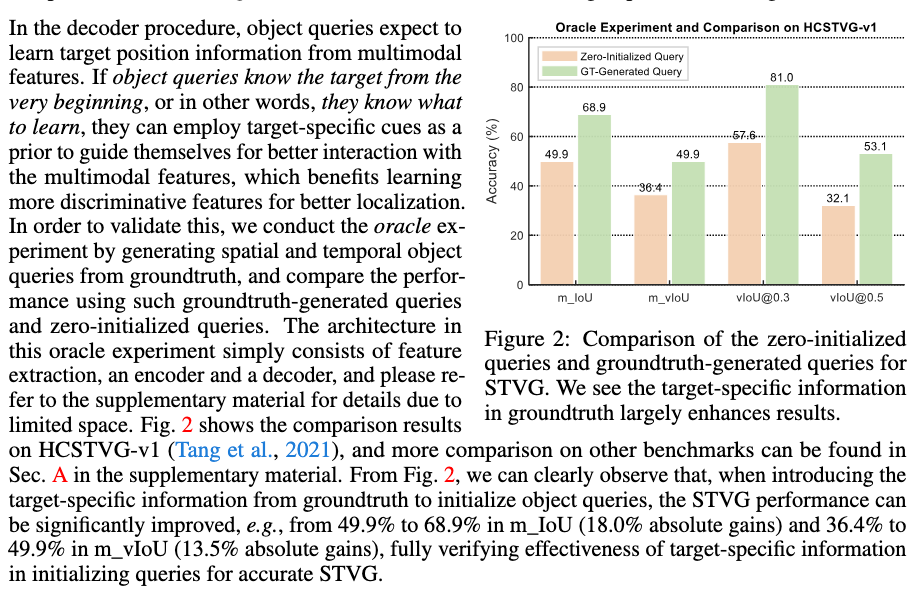 In the decoder procedure, object queries expect to
learn target position information from multimodal
features. If object queries know the target from the
very beginning, or in other words, they know what
to learn, they can employ target-specific cues as a
prior to guide themselves for better interaction with
the multimodal features, which benefits learning
more discriminative features for better localization.
In order to validate this, we conduct the oracle ex-
periment by generating spatial and temporal object
queries from groundtruth, and compare the perfor-
mance using such groundtruth-generated queries
and zero-initialized queries. The architecture in
this oracle experiment simply consists of feature
extraction, an encoder and a decoder, and please re-
fer to the supplementary material for details due to
limited space. Fig. 2 shows the comparison results
Oracle Experiment and Comparison on HCSTVG-v1
Accuracy (%)
100
80
60
40
20
0
Zero-Initialized Query
GT-Generated Query
49.9
68.9
36.4
49.9
57.6
81.0
32.1
53.1
m_IoU
m_vIoU
vIoU@0.3
vIoU@0.5
Figure 2: Comparison of the zero-initialized
queries and groundtruth-generated queries for
STVG. We see the target-specific information
in groundtruth largely enhances results.
on HCSTVG-v1 (Tang et al., 2021), and more comparison on other benchmarks can be found in
Sec. A in the supplementary material. From Fig. 2, we can clearly observe that, when introducing the
target-specific information from groundtruth to initialize object queries, the STVG performance can
be significantly improved, e.g., from 49.9% to 68.9% in m_IoU (18.0% absolute gains) and 36.4% to
49.9% in m_vIoU (13.5% absolute gains), fully verifying effectiveness of target-specific information
in initializing queries for accurate STVG.